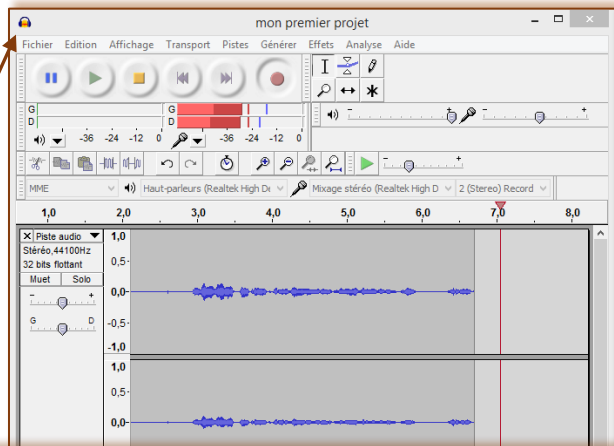 mon premier projet
Fichier Edition Affichage Transport Pistes Générer Effets Analyse Aide
G G
D D
-36 -24 -12 0 -36 -24 -12 0
- + - +
- +
MME Haut-parleurs (Realtek High De Mixage stéréo (Realtek High D 2 (Stereo) Record
1,0 2,0 3,0 4,0 5,0 6,0 7,0 8,0
X Piste audio 1,0
Stéréo,44100Hz
32 bits flottant 0,5-
Muet Solo
- + 0,0-
G D -0,5-
-1,0
1,0
0,5-
0,0-